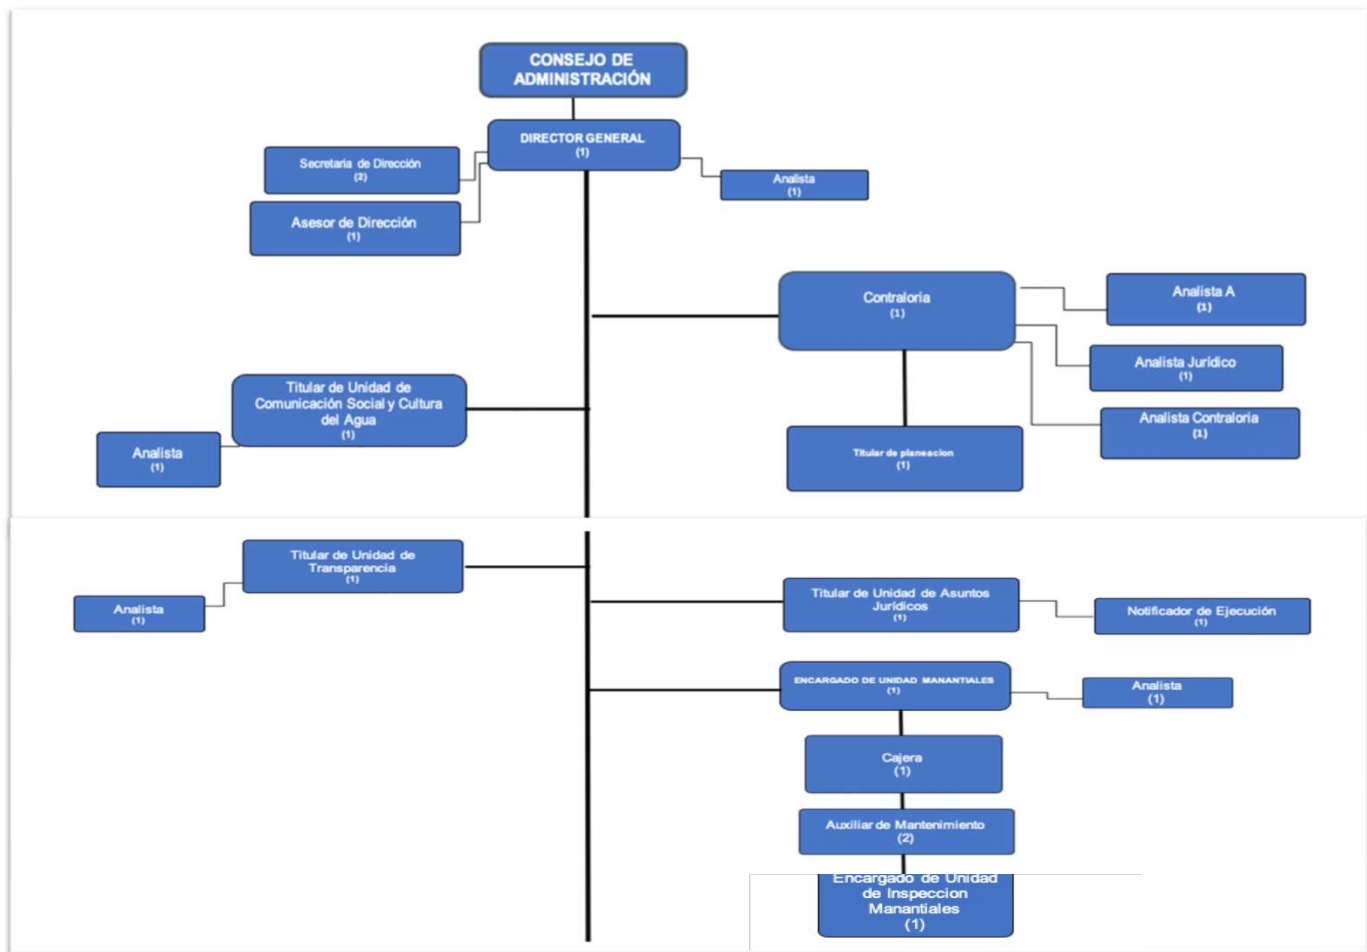 CONSEJO DE
ADMINISTRACIÓN
DIRECTOR GENERAL
(1)
Secretaria de Dirección
(2)
Asesor de Dirección
(1)
Analista
(1)
Contraloria
(1)
Analista A
(1)
Analista Jurídico
(1)
Analista Contraloria
(1)
Titular de planeacion
(1)
Titular de Unidad de
Comunicación Social y Cultura
del Agua
(1)
Analista
(1)
Titular de Unidad de
Transparencia
(1)
Analista
(1)
Titular de Unidad de Asuntos
Jurídicos
(1)
Notificador de Ejecución
(1)
ENCARGADO DE UNIDAD MANANTIALES
(1)
Analista
(1)
Cajera
(1)
Auxiliar de Mantenimiento
(2)
Encargado de Unidad
de Inspeccion
Manantiales
(1)